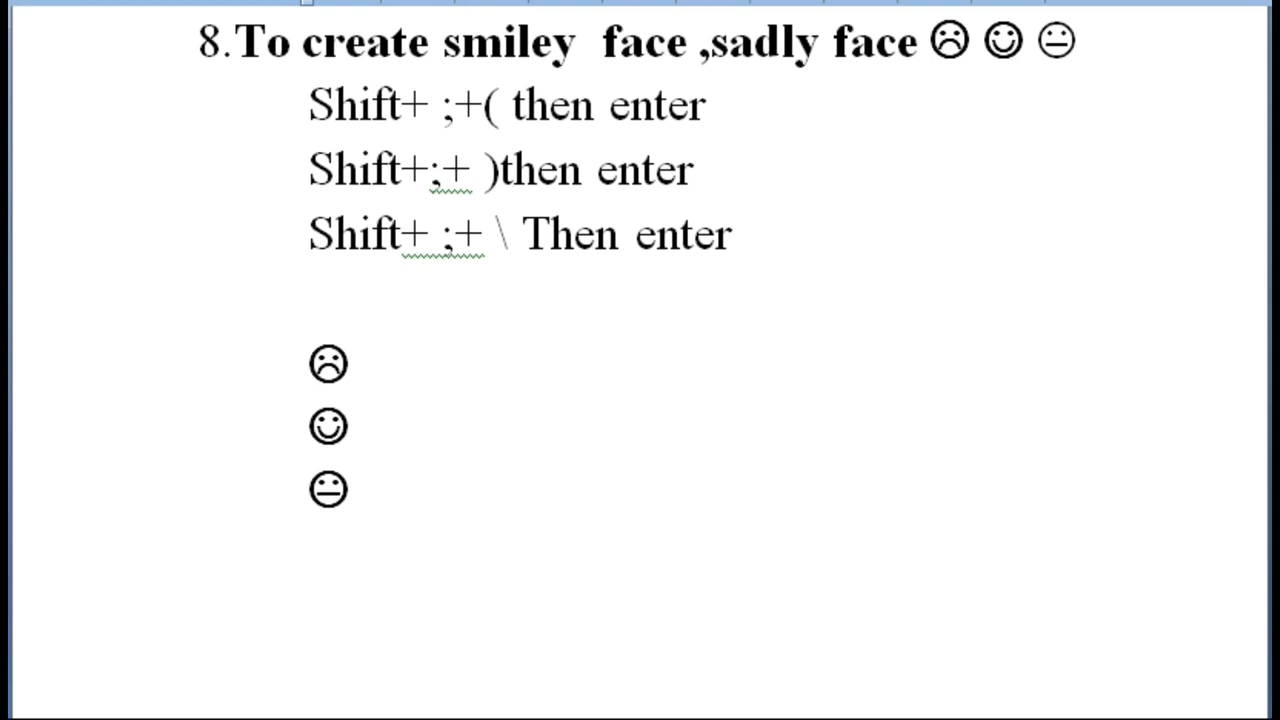 8.To create smiley  face ,sadly face ☹ ☺ 😐
Shift+ ;+( then enter
Shift+;+ )then enter
Shift+ ;+ \ Then enter
☹
☺
😐